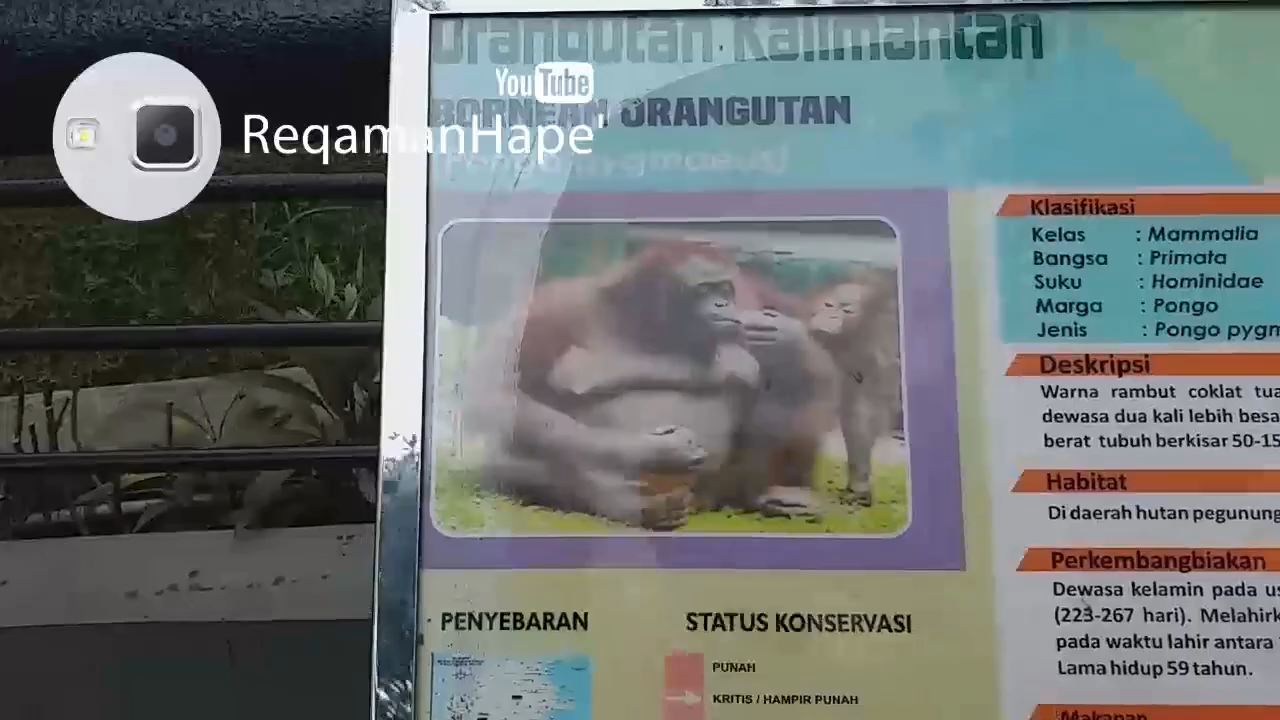 Orangutan Kalimantan
YouTube
BORNEAN ORANGUTAN
ReqamanHape'
Klasifikasi
Kelas : Mammalia
Bangsa : Primata
Suku : Hominidae
Marga : Pongo
Jenis : Pongo pygm
Deskripsi
Warna rambut coklat tua
dewasa dua kali lebih besa
berat tubuh berkisar 50-15
Habitat
Di daerah hutan pegunung
Perkembangbiakan
Dewasa kelamin pada us
(223-267 hari). Melahirk
pada waktu lahir antara
Lama hidup 59 tahun.
Makanan
PENYEBARAN
STATUS KONSERVASI
PUNAH
KRITIS / HAMPIR PUNAH